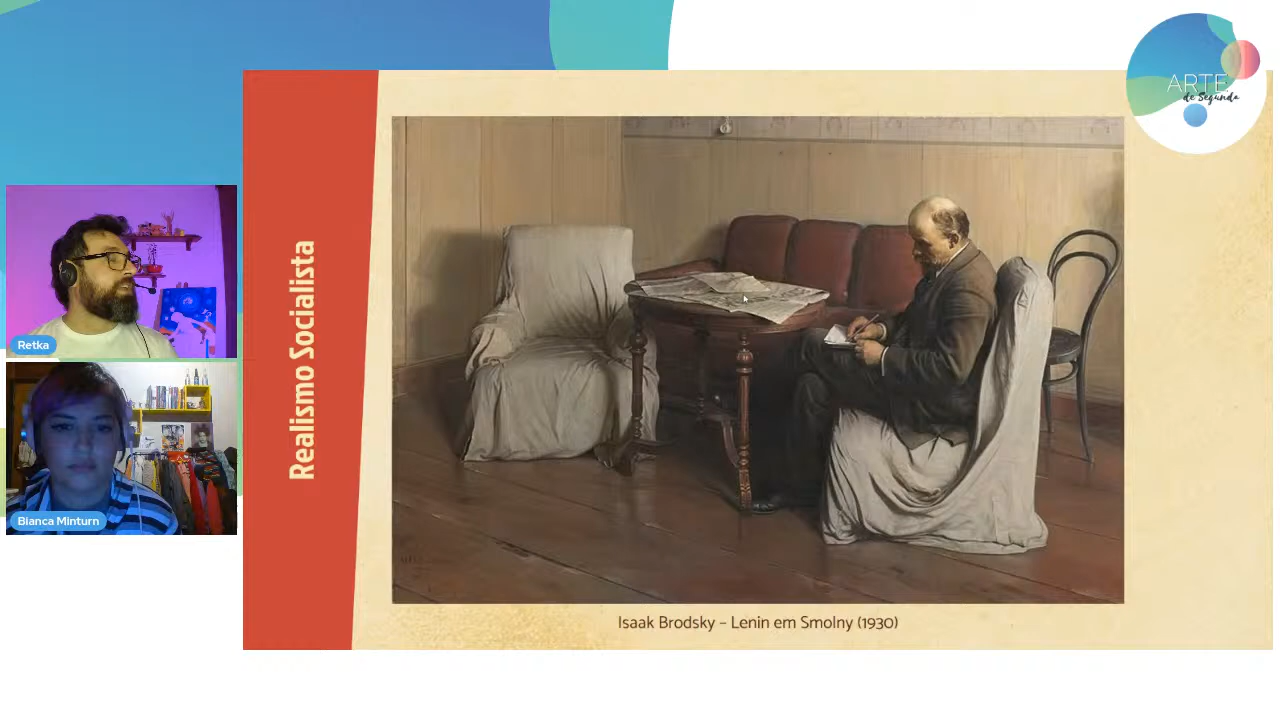 ARTE
de Segunda
Retka
Bianca Minturn
Realismo Socialista
Isaak Brodsky – Lenin em Smolny (1930)